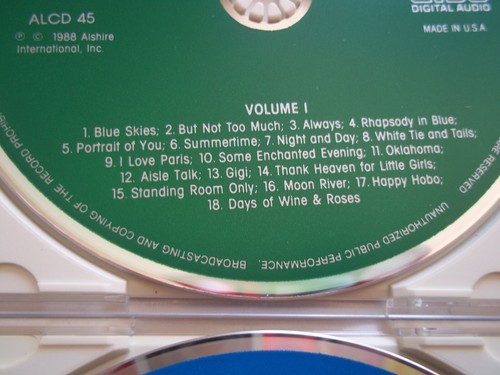 ALCD 45
℗ © 1988 Alshire
International, Inc.
DIGITAL AUDIO
MADE IN U.S.A.
VOLUME I
1. Blue Skies; 2. But Not Too Much; 3. Always; 4. Rhapsody in Blue;
5. Portrait of You; 6. Summertime; 7. Night and Day; 8. White Tie and Tails;
9. I Love Paris; 10. Some Enchanted Evening; 11. Oklahoma;
12. Aisle Talk; 13. Gigi; 14. Thank Heaven for Little Girls;
15. Standing Room Only; 16. Moon River; 17. Happy Hobo;
18. Days of Wine & Roses
RESERVED UNAUTHORIZED PUBLIC PERFORMANCE. BROADCASTING AND COPYING OF THE RECORD